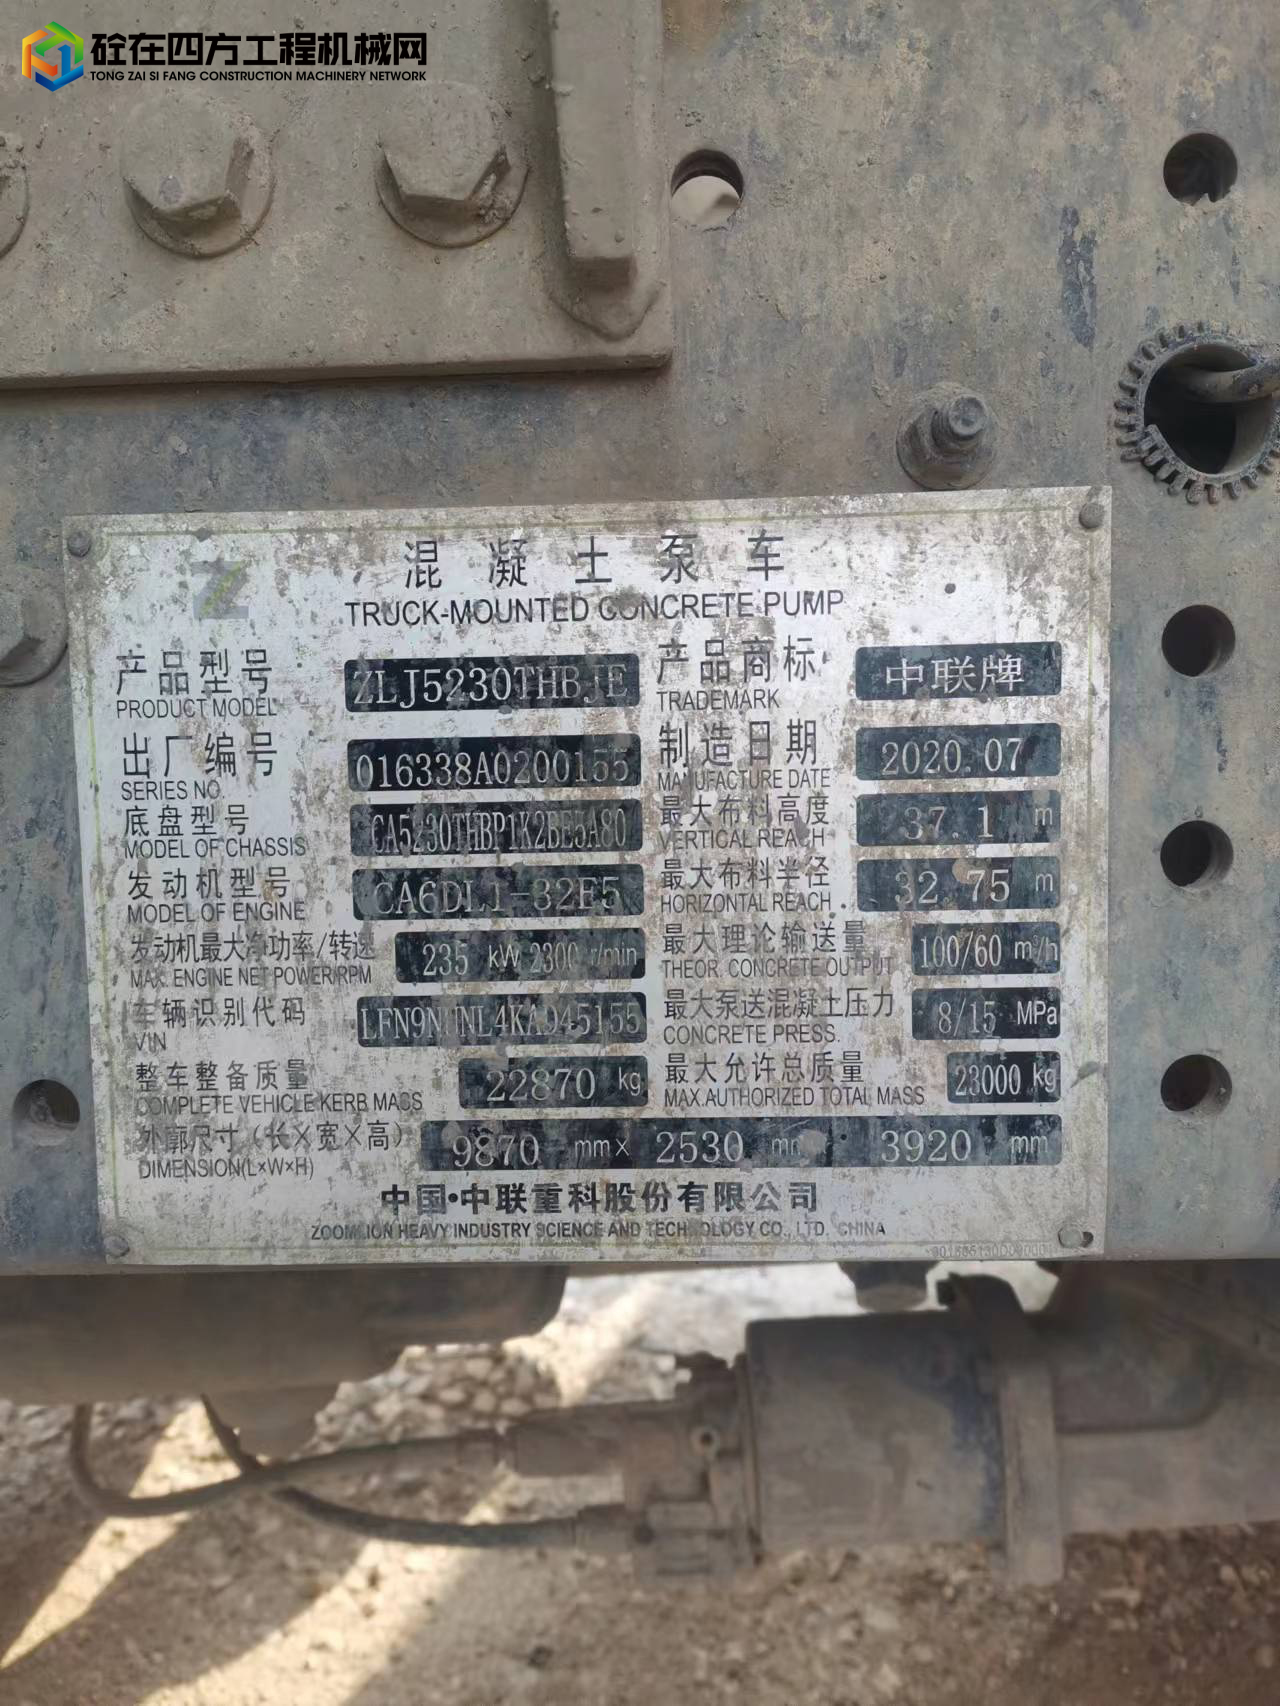 砼在四方工程机械网
TONG ZAI SI FANG CONSTRUCTION MACHINERY NETWORK
混凝土泵车
TRUCK-MOUNTED CONCRETE PUMP
产品型号 ZLJ5230THBJE 产品商标 中联牌
PRODUCT MODEL TRADEMARK
出厂编号 016338A0200155 制造日期 2020.07
SERIES NO. MANUFACTURE DATE
底盘型号 CA5230THBP1K2BE5A80 最大布料高度 37.1 m
MODEL OF CHASSIS VERTICAL REACH
发动机型号 CA6DL1-32E5 最大布料半径 32.75 m
MODEL OF ENGINE HORIZONTAL REACH
发动机最大净功率/转速 235 kW 2300 r/min 最大理论输送量 100/60 m³/h
MAX. ENGINE NET POWER/RPM THEOR. CONCRETE OUTPUT
车辆识别代码 最大泵送混凝土压力 8/15 MPa
VIN CONCRETE PRESS.
整车整备质量 22870 kg 最大允许总质量 23000 kg
COMPLETE VEHICLE KERB MASS MAX.AUTHORIZED TOTAL MASS
外廓尺寸（长×宽×高） 9870 mm× 2530 mm 3920 mm
DIMENSION(L×W×H)
中国·中联重科股份有限公司
ZOOMLION HEAVY INDUSTRY SCIENCE AND TECHNOLOGY CO., LTD. CHINA